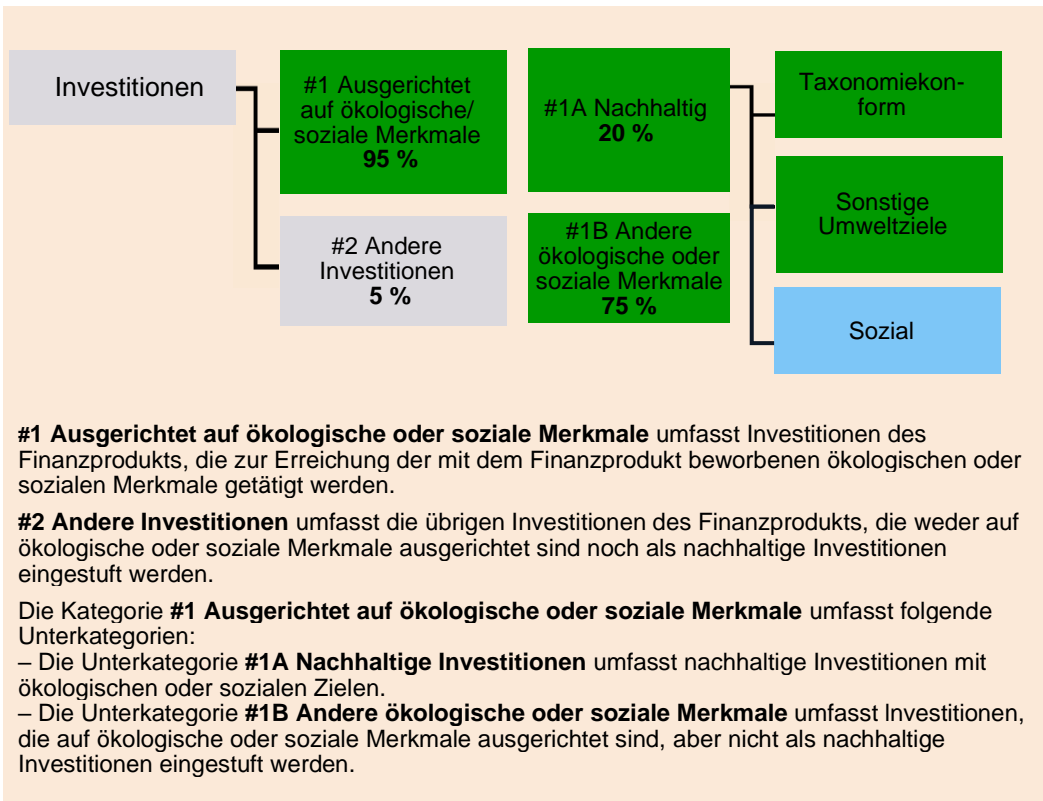 Investitionen
#1 Ausgerichtet
auf ökologische/
soziale Merkmale
95 %
#2 Andere
Investitionen
5 %
#1A Nachhaltig
20 %
#1B Andere
ökologische oder
soziale Merkmale
75 %
Taxonomiekon-
form
Sonstige
Umweltziele
Sozial
#1 Ausgerichtet auf ökologische oder soziale Merkmale umfasst Investitionen des
Finanzprodukts, die zur Erreichung der mit dem Finanzprodukt beworbenen ökologischen oder
sozialen Merkmale getätigt werden.
#2 Andere Investitionen umfasst die übrigen Investitionen des Finanzprodukts, die weder auf
ökologische oder soziale Merkmale ausgerichtet sind noch als nachhaltige Investitionen
eingestuft werden.
Die Kategorie #1 Ausgerichtet auf ökologische oder soziale Merkmale umfasst folgende
Unterkategorien:
– Die Unterkategorie #1A Nachhaltige Investitionen umfasst nachhaltige Investitionen mit
ökologischen oder sozialen Zielen.
– Die Unterkategorie #1B Andere ökologische oder soziale Merkmale umfasst Investitionen,
die auf ökologische oder soziale Merkmale ausgerichtet sind, aber nicht als nachhaltige
Investitionen eingestuft werden.